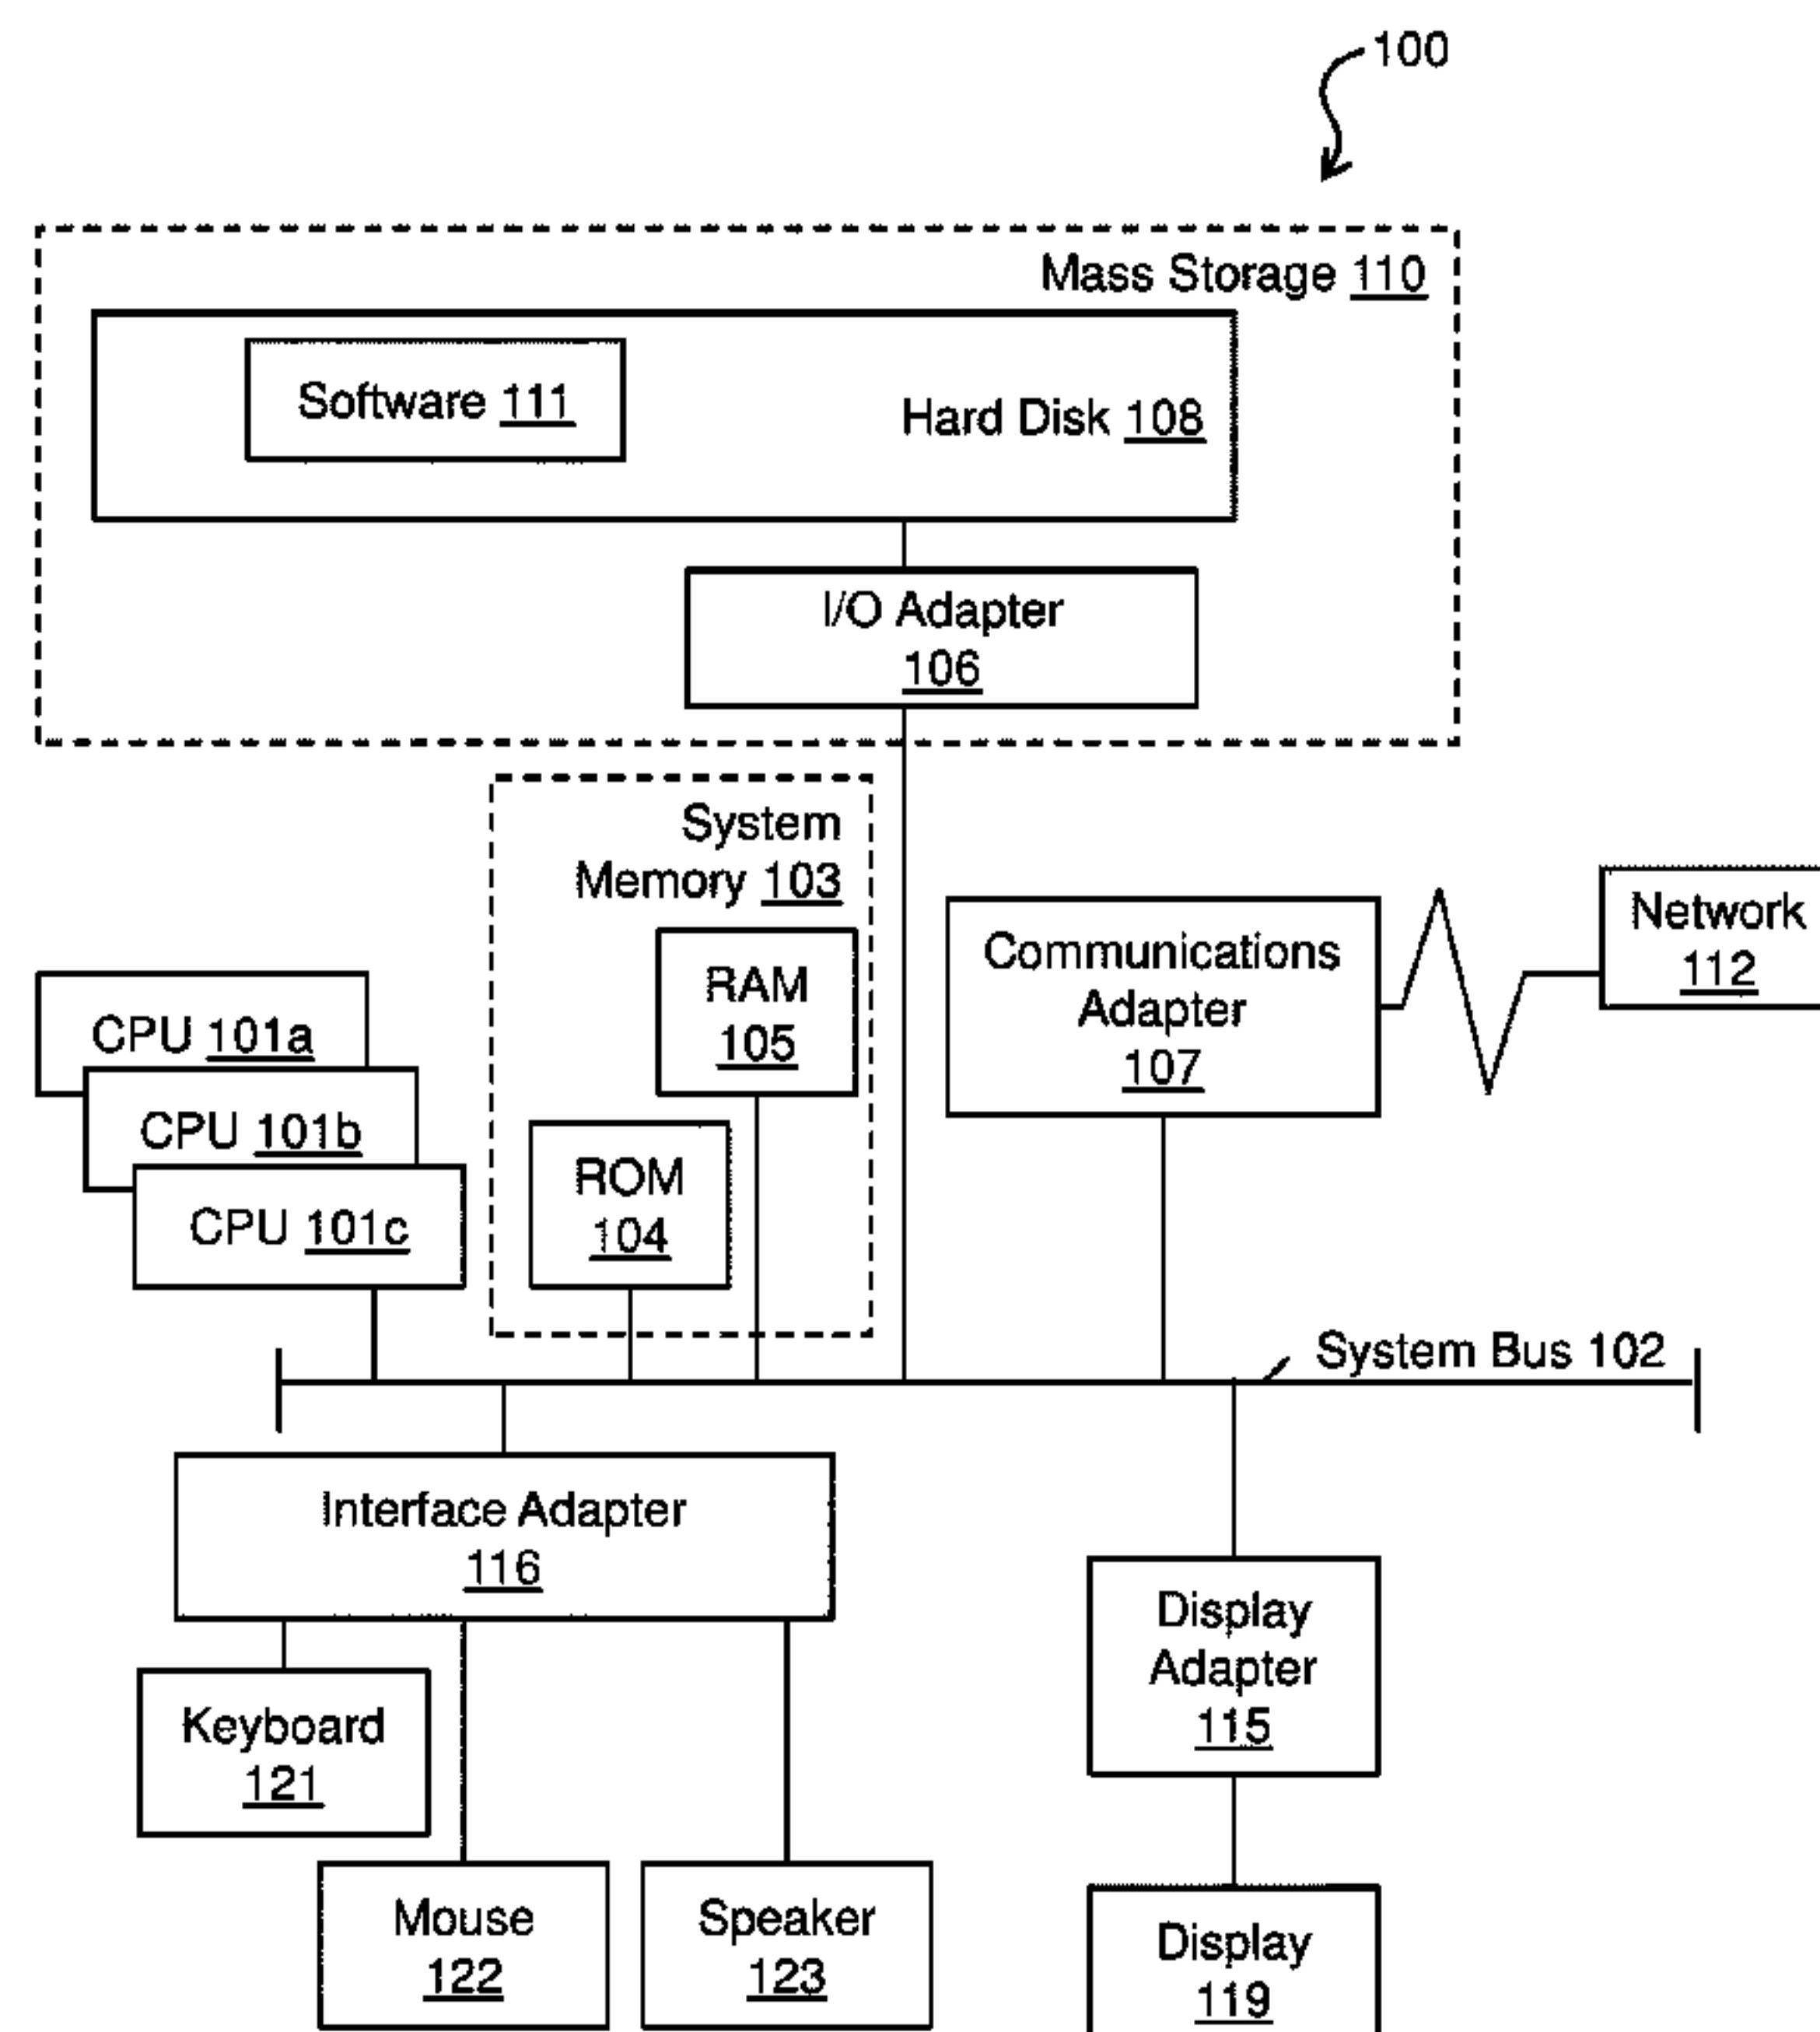 100
Mass Storage 110
Software 111
Hard Disk 108
I/O Adapter
106
System
Memory 103
RAM
105
ROM
104
Communications
Adapter
107
Network
112
CPU 101a
CPU 101b
CPU 101c
System Bus 102
Interface Adapter
116
Display
Adapter
115
Keyboard
121
Mouse
122
Speaker
123
Display
119